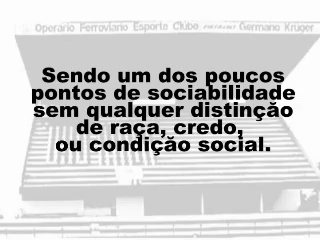 Operário Ferroviário Esporte Clube Germano Krüger
Sendo um dos poucos
pontos de sociabilidade
sem qualquer distinção
de raça, credo,
ou condição social.